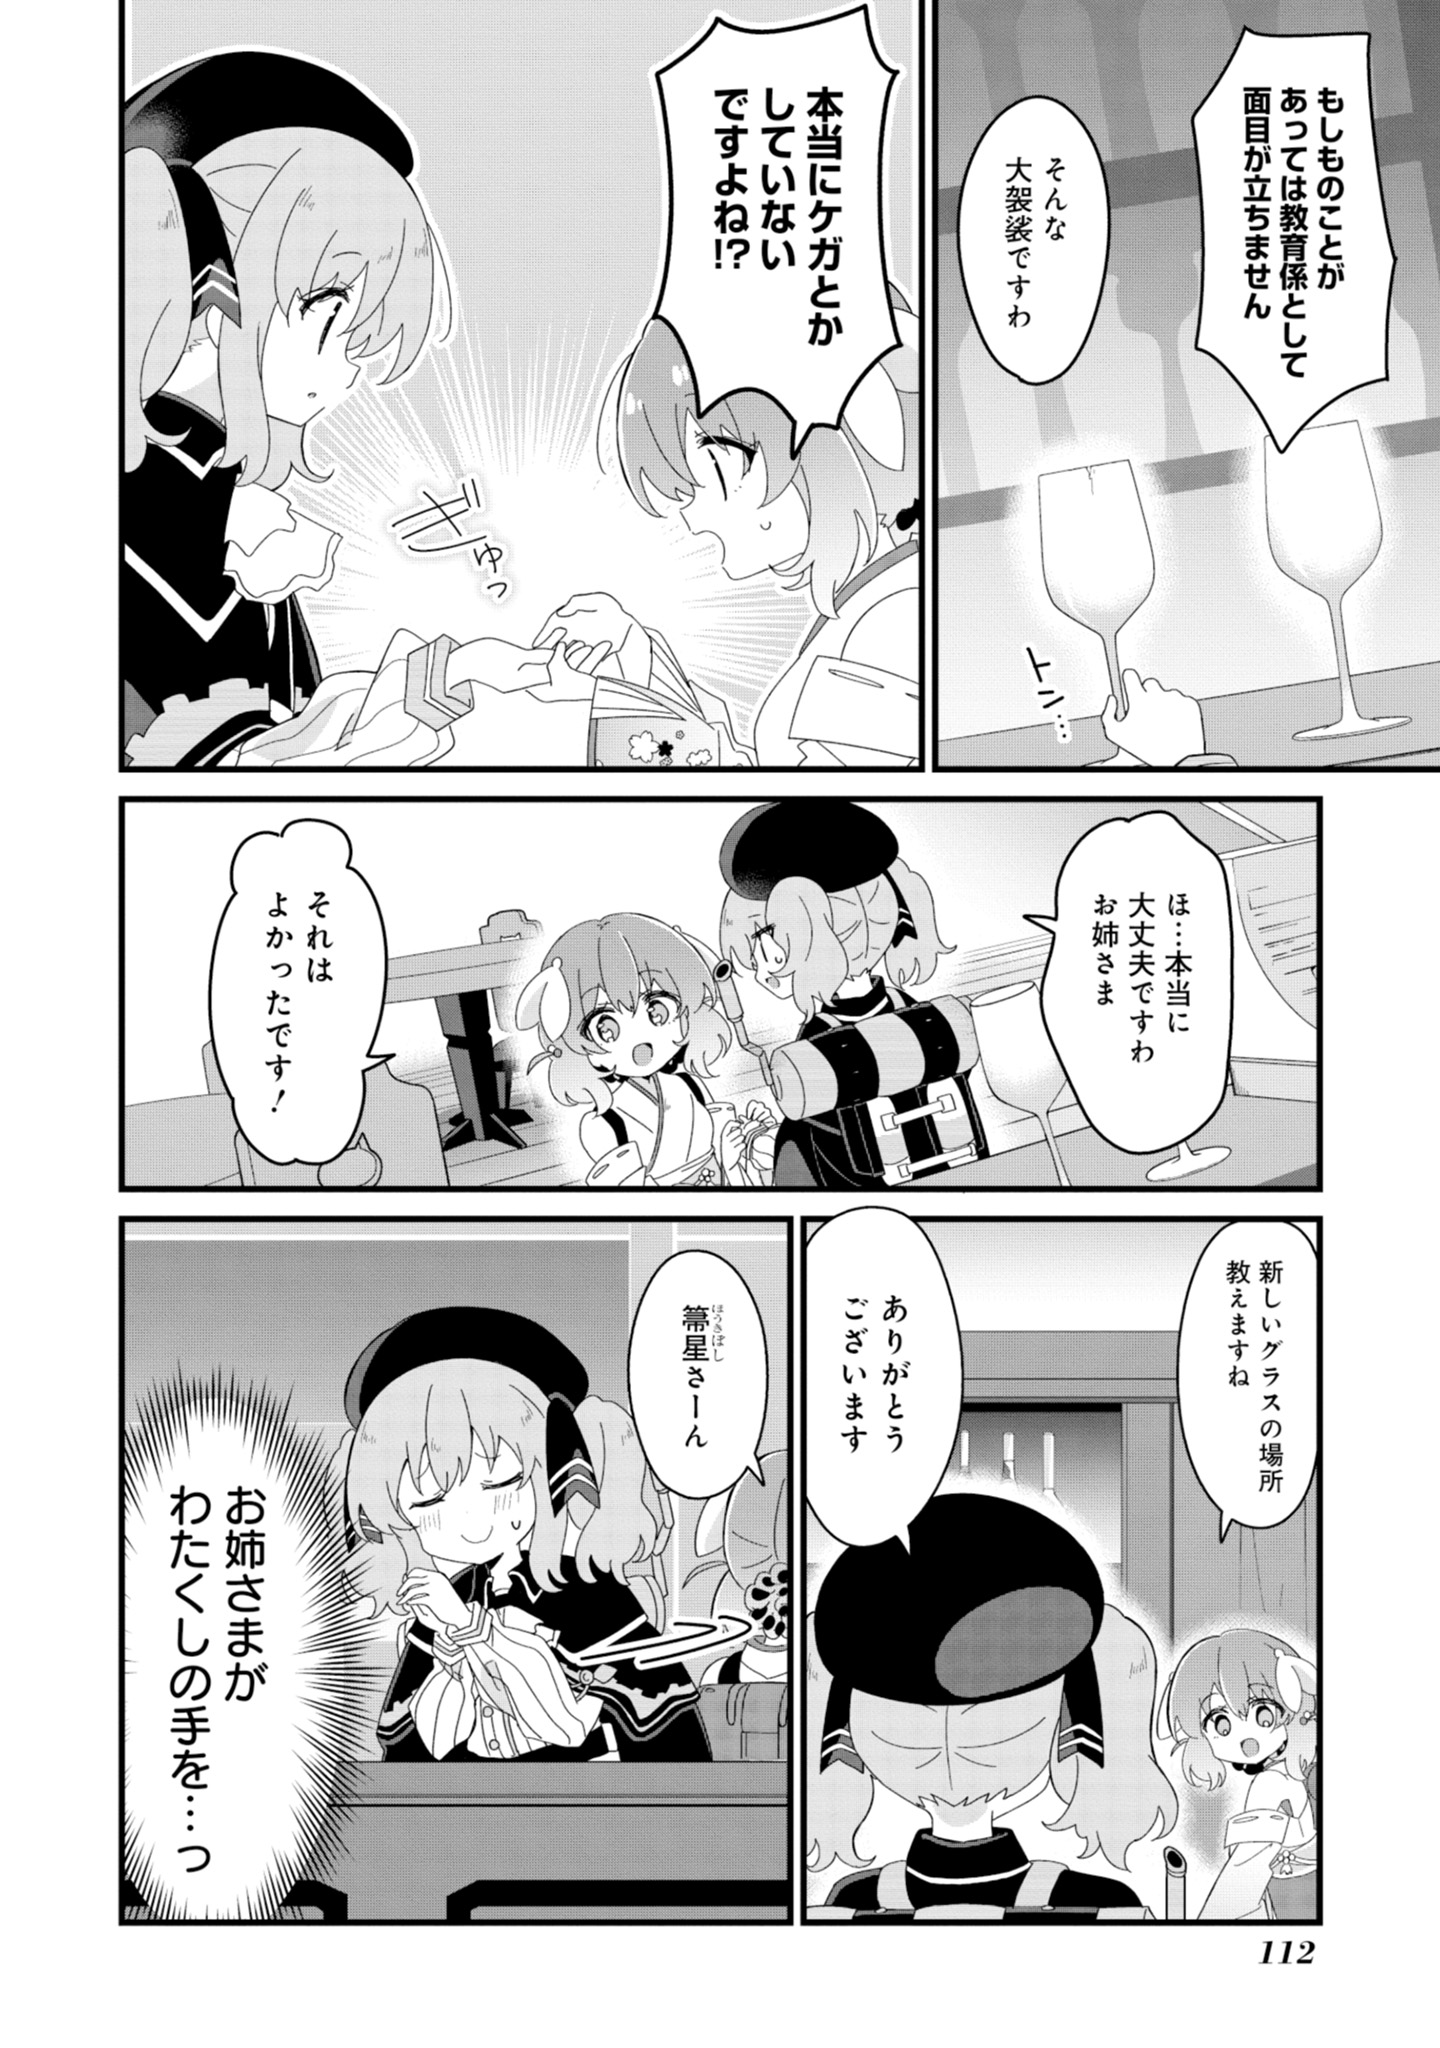 もしものことが
あっては教育係として
面目が立ちません
そんな
大袈裟ですわ
トン…
本当にケガとか
していない
ですよね!?
ぎゅっ
ほ…本当に
大丈夫ですわ
お姉さま
それは
よかったです!
新しいグラスの場所
教えますね
ありがとう
ございます
箒星さーん
ほうきぼし
お姉さまが
わたくしの手を……っ
112